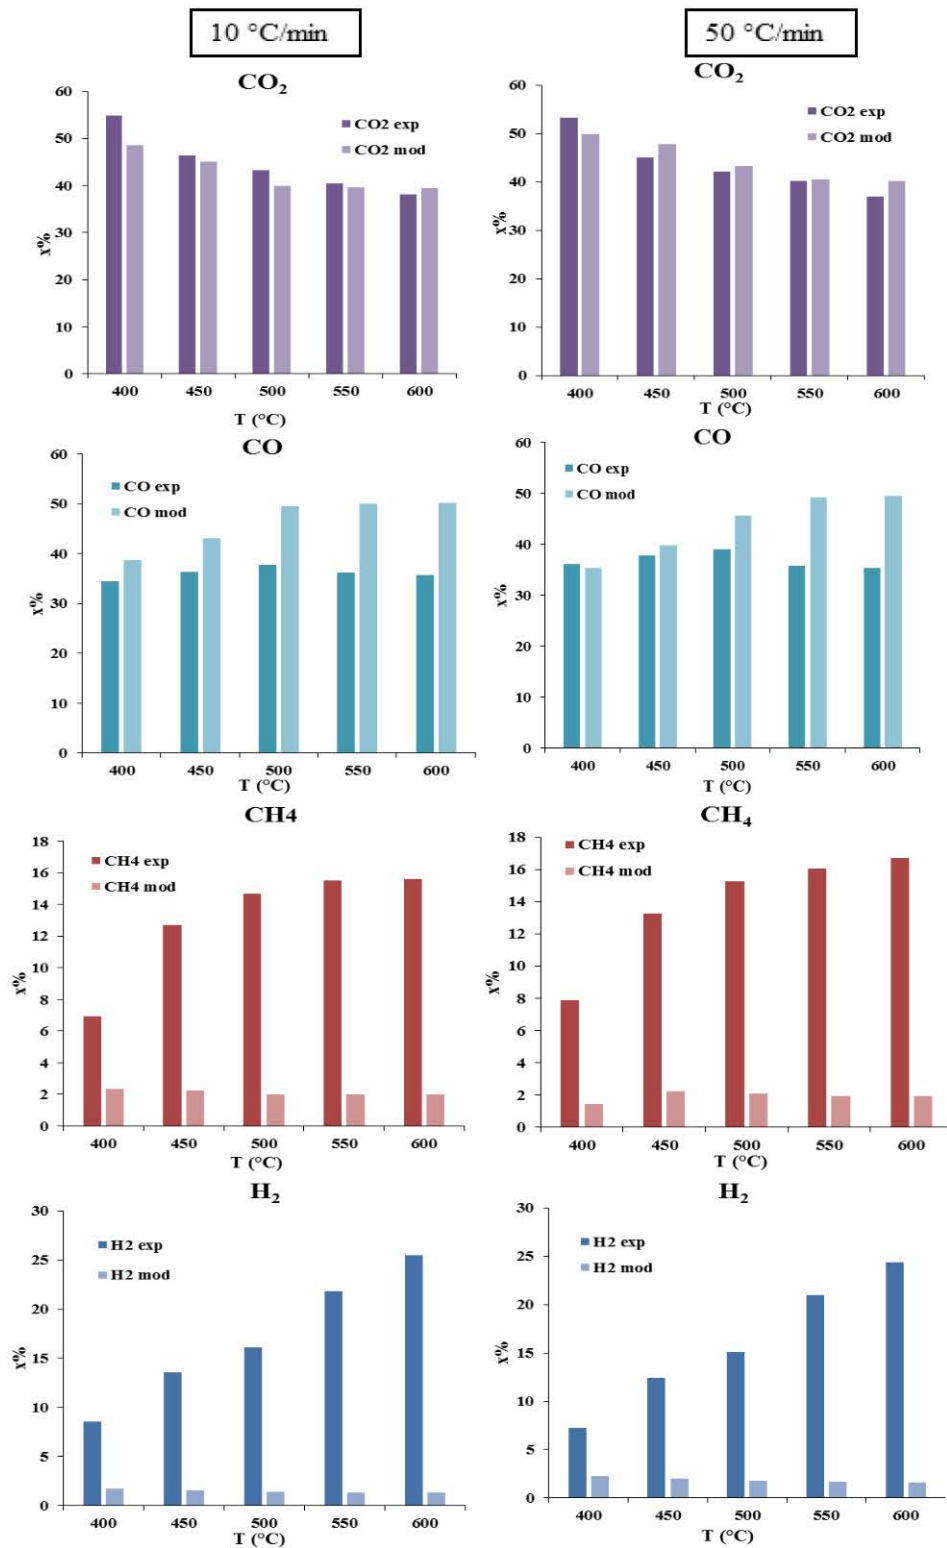 10 °C/min
50 °C/min
CO₂
60
50
40
30
20
10
0
x%
CO2 exp
CO2 mod
400 450 500 550 600
T (°C)
CO₂
60
50
40
30
20
10
0
x%
CO2 exp
CO2 mod
400 450 500 550 600
T (°C)
CO
60
50
40
30
20
10
0
x%
CO exp
CO mod
400 450 500 550 600
T (°C)
CO
60
50
40
30
20
10
0
x%
CO exp
CO mod
400 450 500 550 600
T (°C)
CH4
18
16
14
12
10
8
6
4
2
0
x%
CH4 exp
CH4 mod
400 450 500 550 600
T (°C)
CH₄
18
16
14
12
10
8
6
4
2
0
x%
CH4 exp
CH4 mod
400 450 500 550 600
T (°C)
H₂
30
25
20
15
10
5
0
x%
H2 exp
H2 mod
400 450 500 550 600
T (°C)
H₂
30
25
20
15
10
5
0
x%
H2 exp
H2 mod
400 450 500 550 600
T (°C)